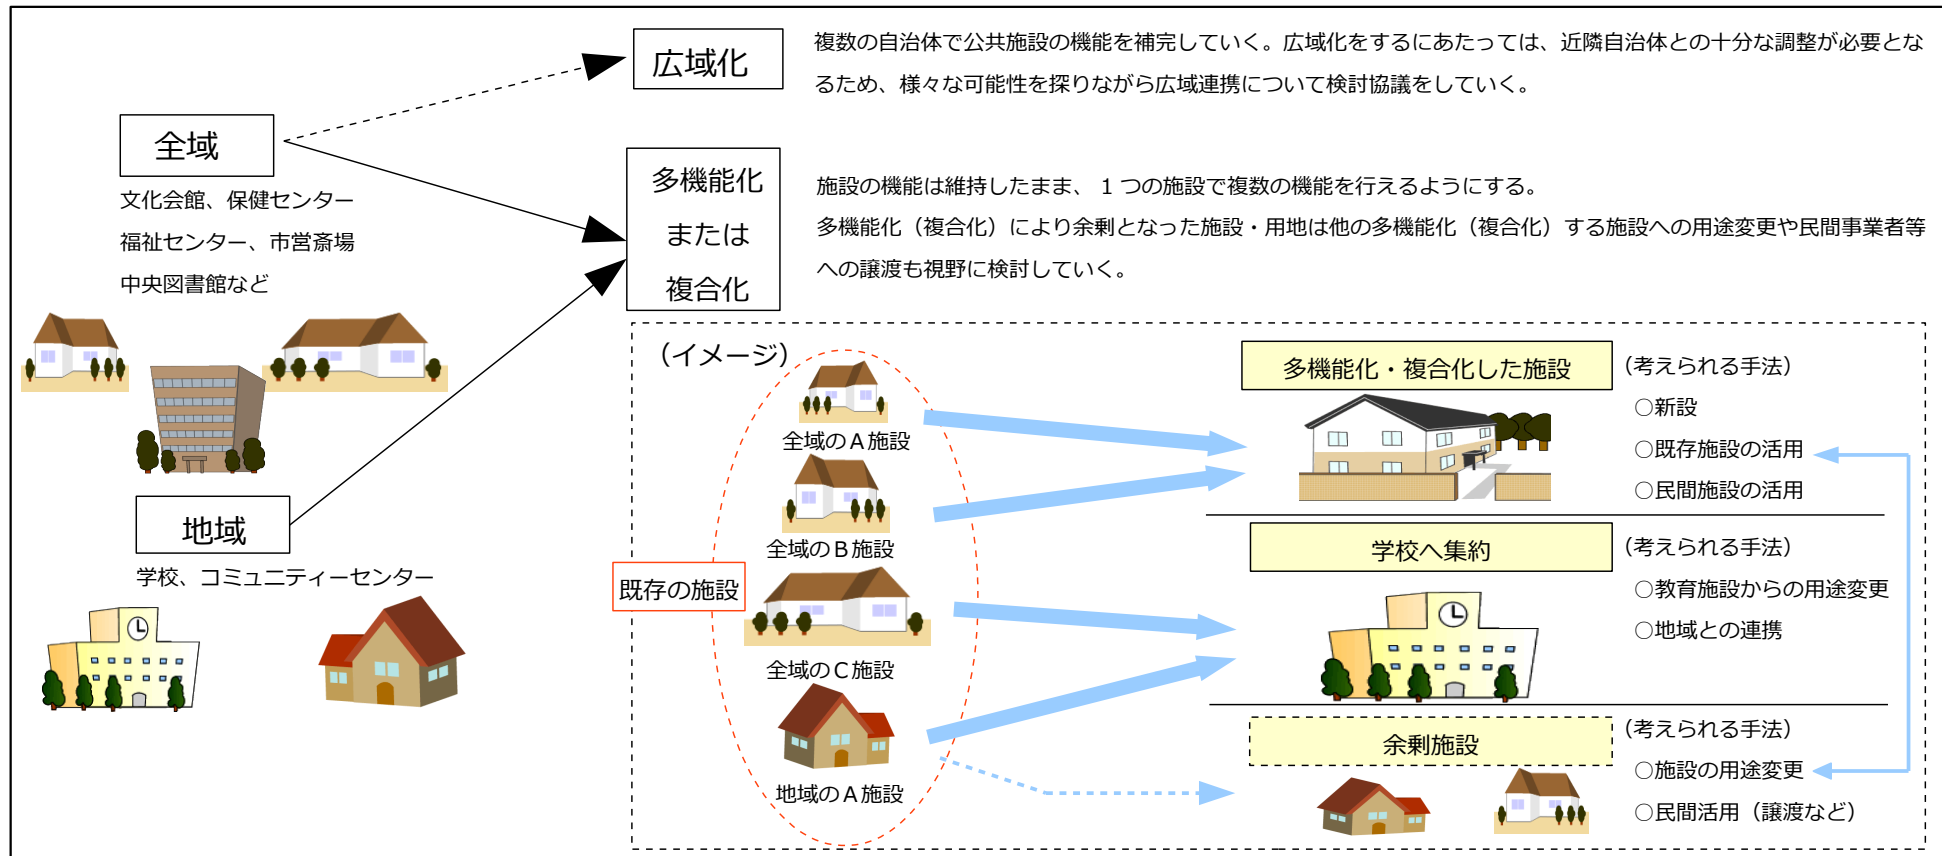 広域化
複数の自治体で公共施設の機能を補完していく。広域化をするにあたっては、近隣自治体との十分な調整が必要とな
るため、様々な可能性を探りながら広域連携について検討協議をしていく。
全域
文化会館、保健センター
福祉センター、市営斎場
中央図書館など
多機能化
または
複合化
施設の機能は維持したまま、１つの施設で複数の機能を行えるようにする。
多機能化（複合化）により余剰となった施設・用地は他の多機能化（複合化）する施設への用途変更や民間事業者等
への譲渡も視野に検討していく。
地域
学校、コミュニティーセンター
（イメージ）
既存の施設
全域のＡ施設
全域のＢ施設
全域のＣ施設
地域のＡ施設
多機能化・複合化した施設
（考えられる手法）
○新設
○既存施設の活用
○民間施設の活用
学校へ集約
（考えられる手法）
○教育施設からの用途変更
○地域との連携
余剰施設
（考えられる手法）
○施設の用途変更
○民間活用（譲渡など）